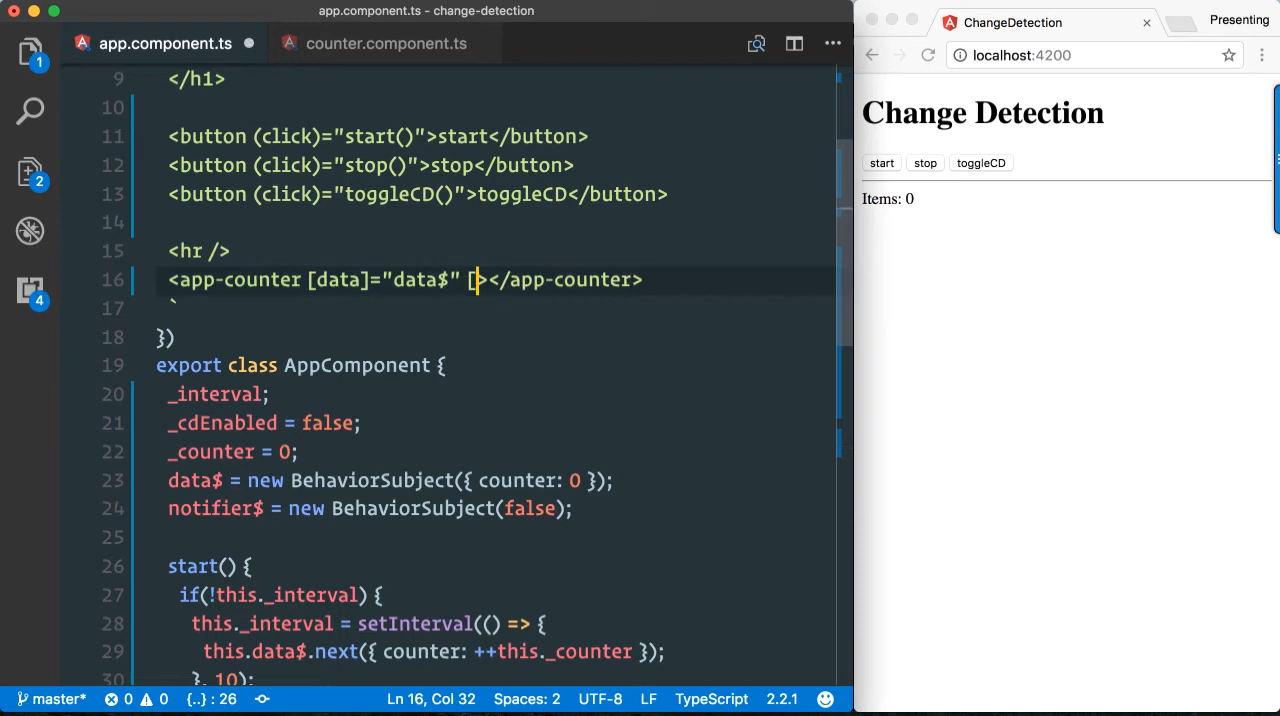 app.component.ts - change-detection
app.component.ts
counter.component.ts
9 </h1>
10
11 <button (click)="start()">start</button>
12 <button (click)="stop()">stop</button>
13 <button (click)="toggleCD()">toggleCD</button>
14
15 <hr />
16 <app-counter [data]="data$" [></app-counter>
17 `
18 })
19 export class AppComponent {
20 _interval;
21 _cdEnabled = false;
22 _counter = 0;
23 data$ = new BehaviorSubject({ counter: 0 });
24 notifier$ = new BehaviorSubject(false);
25
26 start() {
27 if(!this._interval) {
28 this._interval = setInterval(() => {
29 this.data$.next({ counter: ++this._counter });
30 }, 10);
1
2
4
master* 0 0 {..} : 26 Ln 16, Col 32 Spaces: 2 UTF-8 LF TypeScript 2.2.1
ChangeDetection
Presenting
localhost:4200
Change Detection
start stop toggleCD
Items: 0